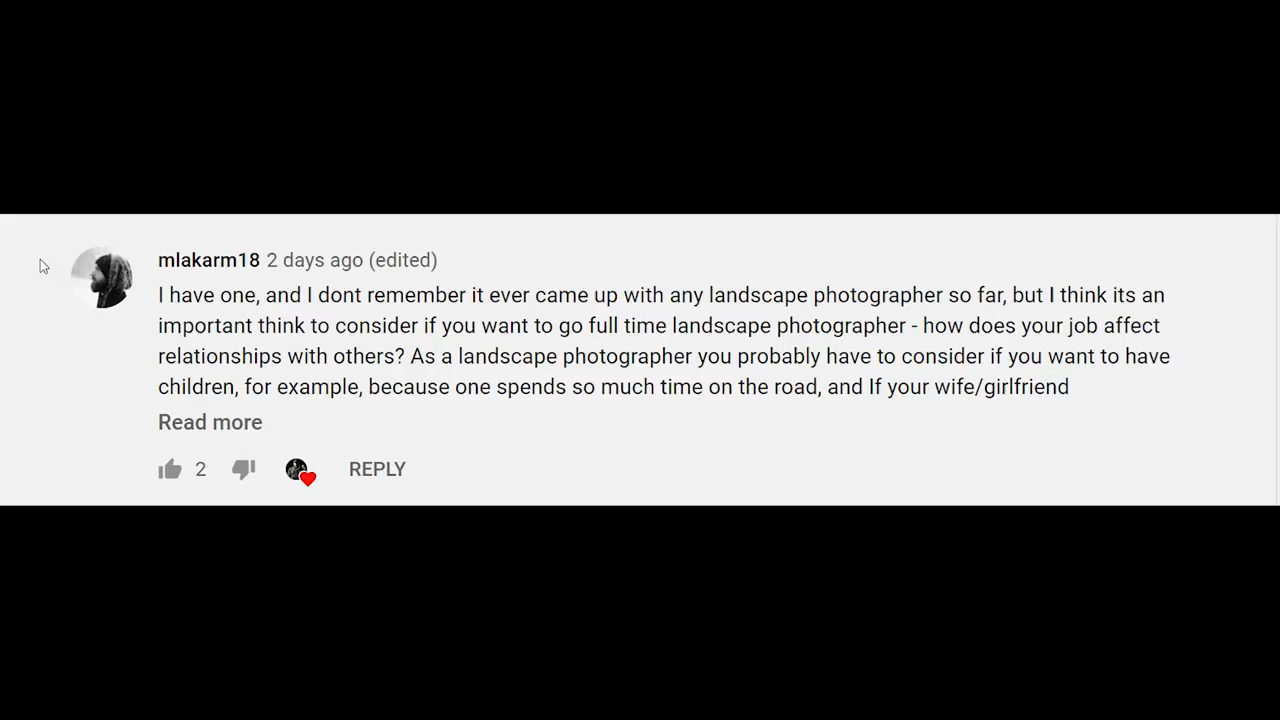 mlakarm18 2 days ago (edited)
I have one, and I dont remember it ever came up with any landscape photographer so far, but I think its an
important think to consider if you want to go full time landscape photographer - how does your job affect
relationships with others? As a landscape photographer you probably have to consider if you want to have
children, for example, because one spends so much time on the road, and If your wife/girlfriend
Read more
2 REPLY